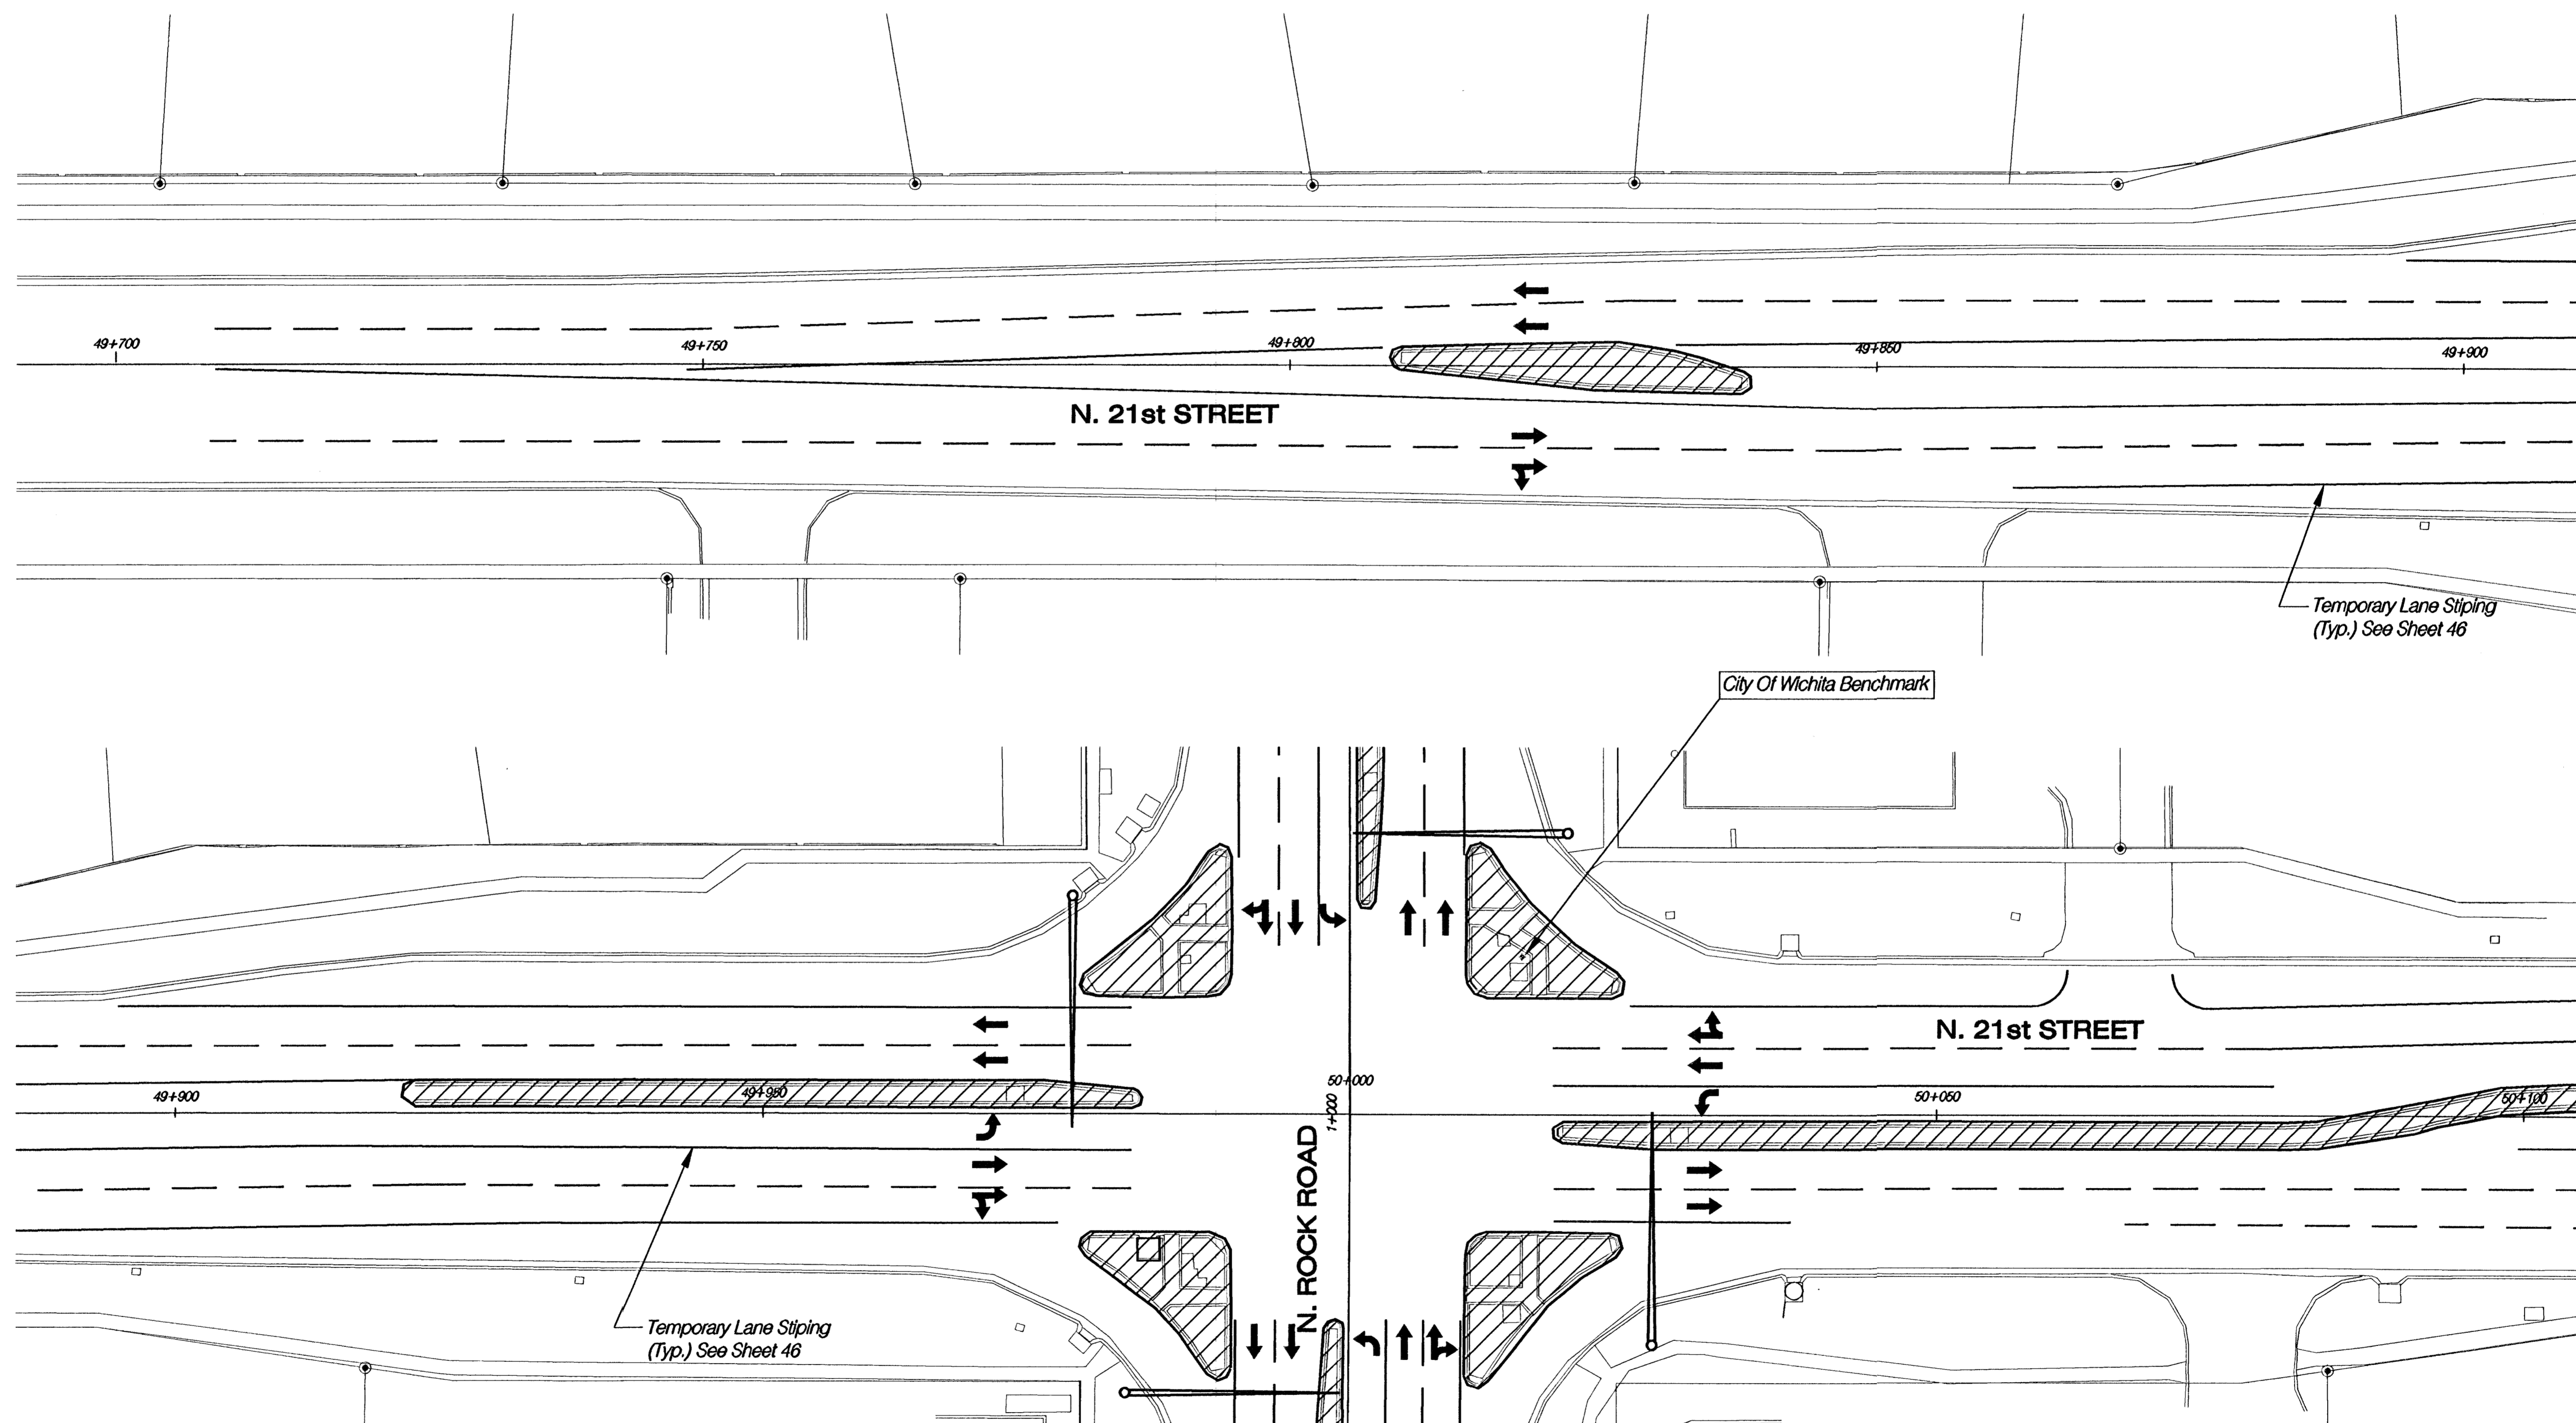 49+700
49+750
49+800
49+850
49+900
N. 21st STREET
Temporary Lane Stiping
(Typ.) See Sheet 46
City Of Wichita Benchmark
N. 21st STREET
49+900
49+950
50+000
1+000
50+050
50+100
N. ROCK ROAD
Temporary Lane Stiping
(Typ.) See Sheet 46